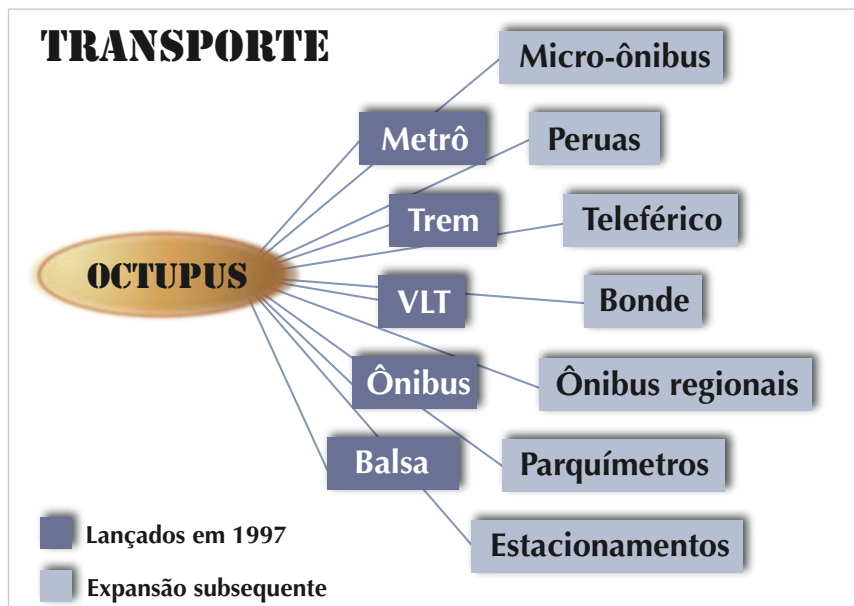 TRANSPORTE
Micro-ônibus
Metrô
Peruas
Trem
Teleférico
OCTUPUS
VLT
Bonde
Ônibus
Ônibus regionais
Balsa
Parquímetros
Estacionamentos
Lançados em 1997
Expansão subsequente